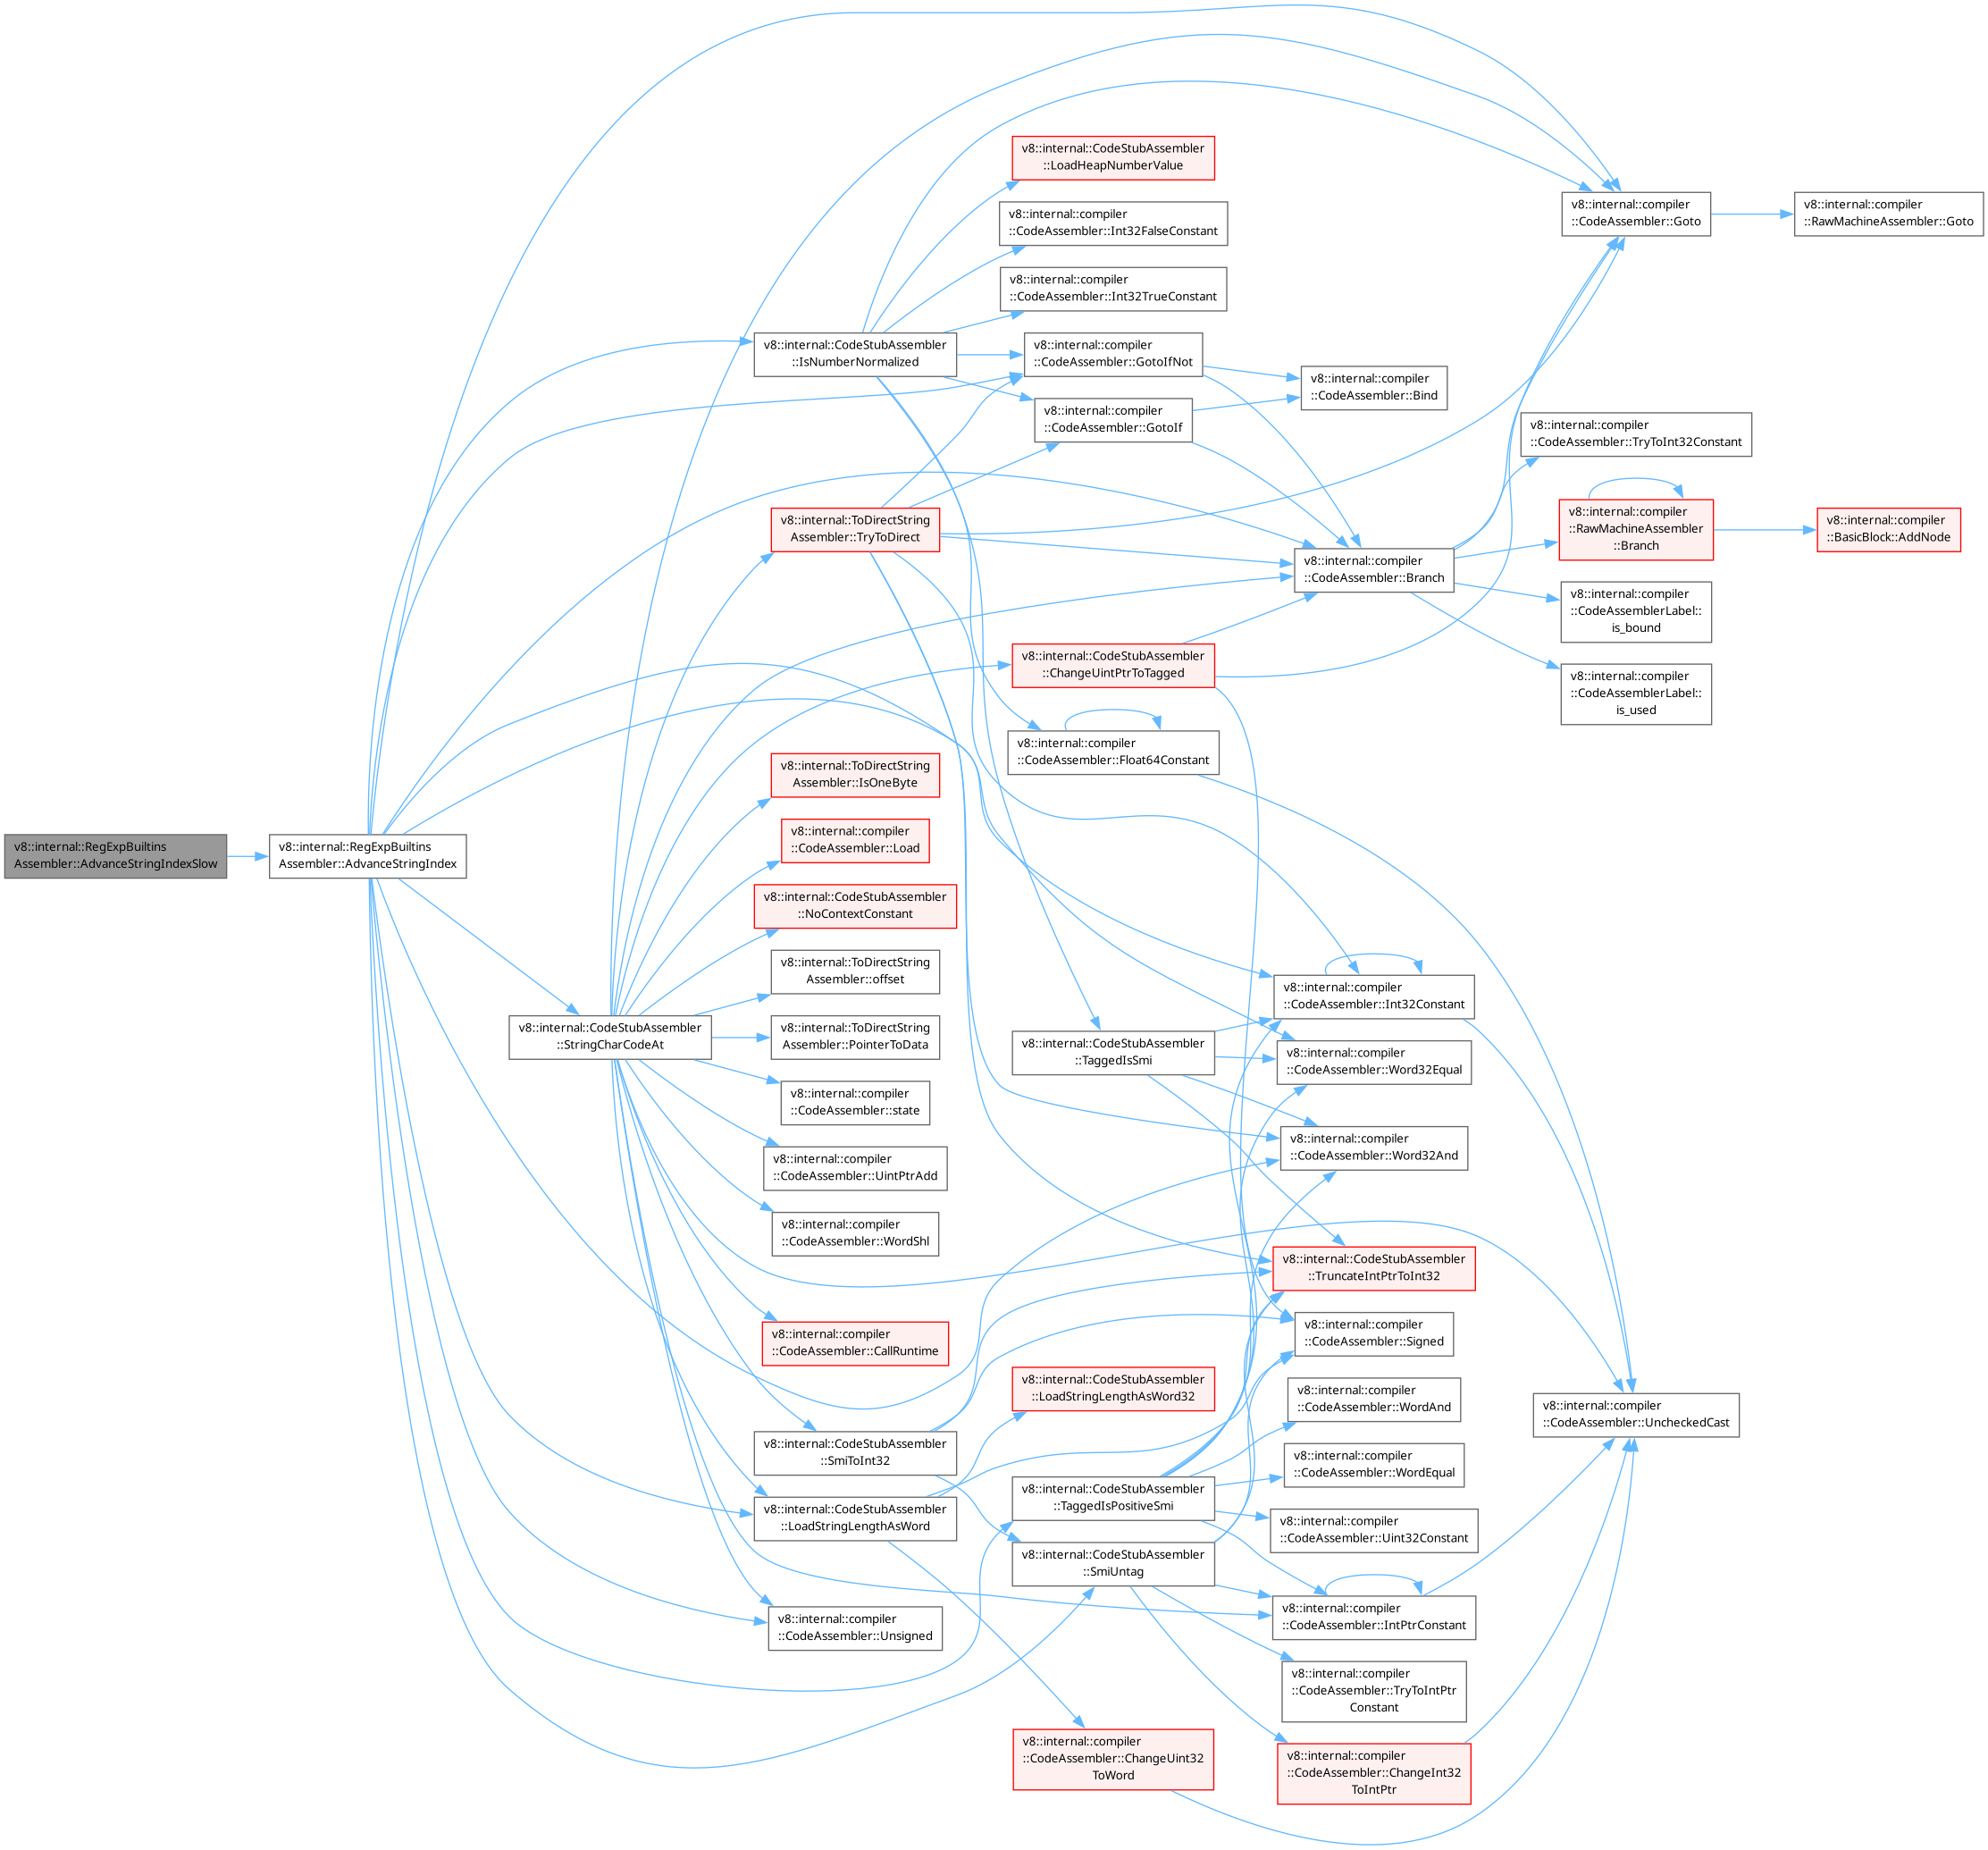 v8::internal::RegExpBuiltins
Assembler::AdvanceStringIndexSlow
v8::internal::RegExpBuiltins
Assembler::AdvanceStringIndex
v8::internal::CodeStubAssembler
::StringCharCodeAt
v8::internal::CodeStubAssembler
::IsNumberNormalized
v8::internal::ToDirectString
Assembler::TryToDirect
v8::internal::ToDirectString
Assembler::IsOneByte
v8::internal::compiler
::CodeAssembler::Load
v8::internal::CodeStubAssembler
::NoContextConstant
v8::internal::ToDirectString
Assembler::offset
v8::internal::ToDirectString
Assembler::PointerToData
v8::internal::compiler
::CodeAssembler::state
v8::internal::compiler
::CodeAssembler::UintPtrAdd
v8::internal::compiler
::CodeAssembler::WordShl
v8::internal::compiler
::CodeAssembler::CallRuntime
v8::internal::CodeStubAssembler
::SmiToInt32
v8::internal::CodeStubAssembler
::LoadStringLengthAsWord
v8::internal::compiler
::CodeAssembler::Unsigned
v8::internal::CodeStubAssembler
::LoadHeapNumberValue
v8::internal::compiler
::CodeAssembler::Int32FalseConstant
v8::internal::compiler
::CodeAssembler::Int32TrueConstant
v8::internal::compiler
::CodeAssembler::GotoIfNot
v8::internal::compiler
::CodeAssembler::GotoIf
v8::internal::CodeStubAssembler
::ChangeUintPtrToTagged
v8::internal::compiler
::CodeAssembler::Float64Constant
v8::internal::CodeStubAssembler
::TaggedIsSmi
v8::internal::CodeStubAssembler
::LoadStringLengthAsWord32
v8::internal::CodeStubAssembler
::TaggedIsPositiveSmi
v8::internal::CodeStubAssembler
::SmiUntag
v8::internal::compiler
::CodeAssembler::ChangeUint32
ToWord
v8::internal::compiler
::CodeAssembler::Bind
v8::internal::compiler
::CodeAssembler::Branch
v8::internal::compiler
::CodeAssembler::Int32Constant
v8::internal::compiler
::CodeAssembler::Word32Equal
v8::internal::compiler
::CodeAssembler::Word32And
v8::internal::CodeStubAssembler
::TruncateIntPtrToInt32
v8::internal::compiler
::CodeAssembler::Signed
v8::internal::compiler
::CodeAssembler::WordAnd
v8::internal::compiler
::CodeAssembler::WordEqual
v8::internal::compiler
::CodeAssembler::Uint32Constant
v8::internal::compiler
::CodeAssembler::IntPtrConstant
v8::internal::compiler
::CodeAssembler::TryToIntPtr
Constant
v8::internal::compiler
::CodeAssembler::ChangeInt32
ToIntPtr
v8::internal::compiler
::CodeAssembler::Goto
v8::internal::compiler
::CodeAssembler::TryToInt32Constant
v8::internal::compiler
::RawMachineAssembler
::Branch
v8::internal::compiler
::CodeAssemblerLabel::
is_bound
v8::internal::compiler
::CodeAssemblerLabel::
is_used
v8::internal::compiler
::CodeAssembler::UncheckedCast
v8::internal::compiler
::RawMachineAssembler::Goto
v8::internal::compiler
::BasicBlock::AddNode